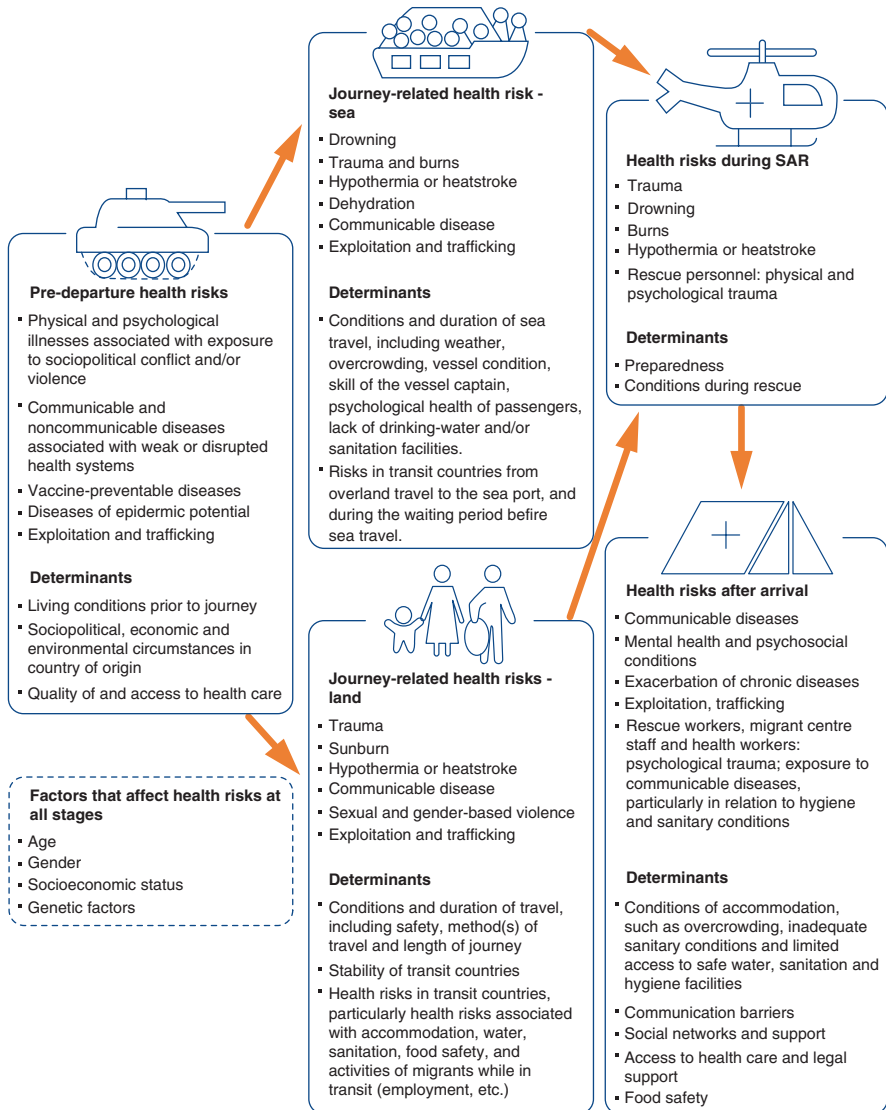 Pre-departure health risks
▪ Physical and psychological
illnesses associated with exposure
to sociopolitical conflict and/or
violence
▪ Communicable and
noncommunicable diseases
associated with weak or disrupted
health systems
▪ Vaccine-preventable diseases
▪ Diseases of epidermic potential
▪ Exploitation and trafficking
Determinants
▪ Living conditions prior to journey
▪ Sociopolitical, economic and
environmental circumstances in
country of origin
▪ Quality of and access to health care
Factors that affect health risks at
all stages
▪ Age
▪ Gender
▪ Socioeconomic status
▪ Genetic factors
Journey-related health risk -
sea
▪ Drowning
▪ Trauma and burns
▪ Hypothermia or heatstroke
▪ Dehydration
▪ Communicable disease
▪ Exploitation and trafficking
Determinants
▪ Conditions and duration of sea
travel, including weather,
overcrowding, vessel condition,
skill of the vessel captain,
psychological health of passengers,
lack of drinking-water and/or
sanitation facilities.
▪ Risks in transit countries from
overland travel to the sea port, and
during the waiting period befire
sea travel.
Journey-related health risks -
land
▪ Trauma
▪ Sunburn
▪ Hypothermia or heatstroke
▪ Communicable disease
▪ Sexual and gender-based violence
▪ Exploitation and trafficking
Determinants
▪ Conditions and duration of travel,
including safety, method(s) of
travel and length of journey
▪ Stability of transit countries
▪ Health risks in transit countries,
particularly health risks associated
with accommodation, water,
sanitation, food safety, and
activities of migrants while in
transit (employment, etc.)
Health risks during SAR
▪ Trauma
▪ Drowning
▪ Burns
▪ Hypothermia or heatstroke
▪ Rescue personnel: physical and
psychological trauma
Determinants
▪ Preparedness
▪ Conditions during rescue
Health risks after arrival
▪ Communicable diseases
▪ Mental health and psychosocial
conditions
▪ Exacerbation of chronic diseases
▪ Exploitation, trafficking
▪ Rescue workers, migrant centre
staff and health workers:
psychological trauma; exposure to
communicable diseases,
particularly in relation to hygiene
and sanitary conditions
Determinants
▪ Conditions of accommodation,
such as overcrowding, inadequate
sanitary conditions and limited
access to safe water, sanitation and
hygiene facilities
▪ Communication barriers
▪ Social networks and support
▪ Access to health care and legal
support
▪ Food safety